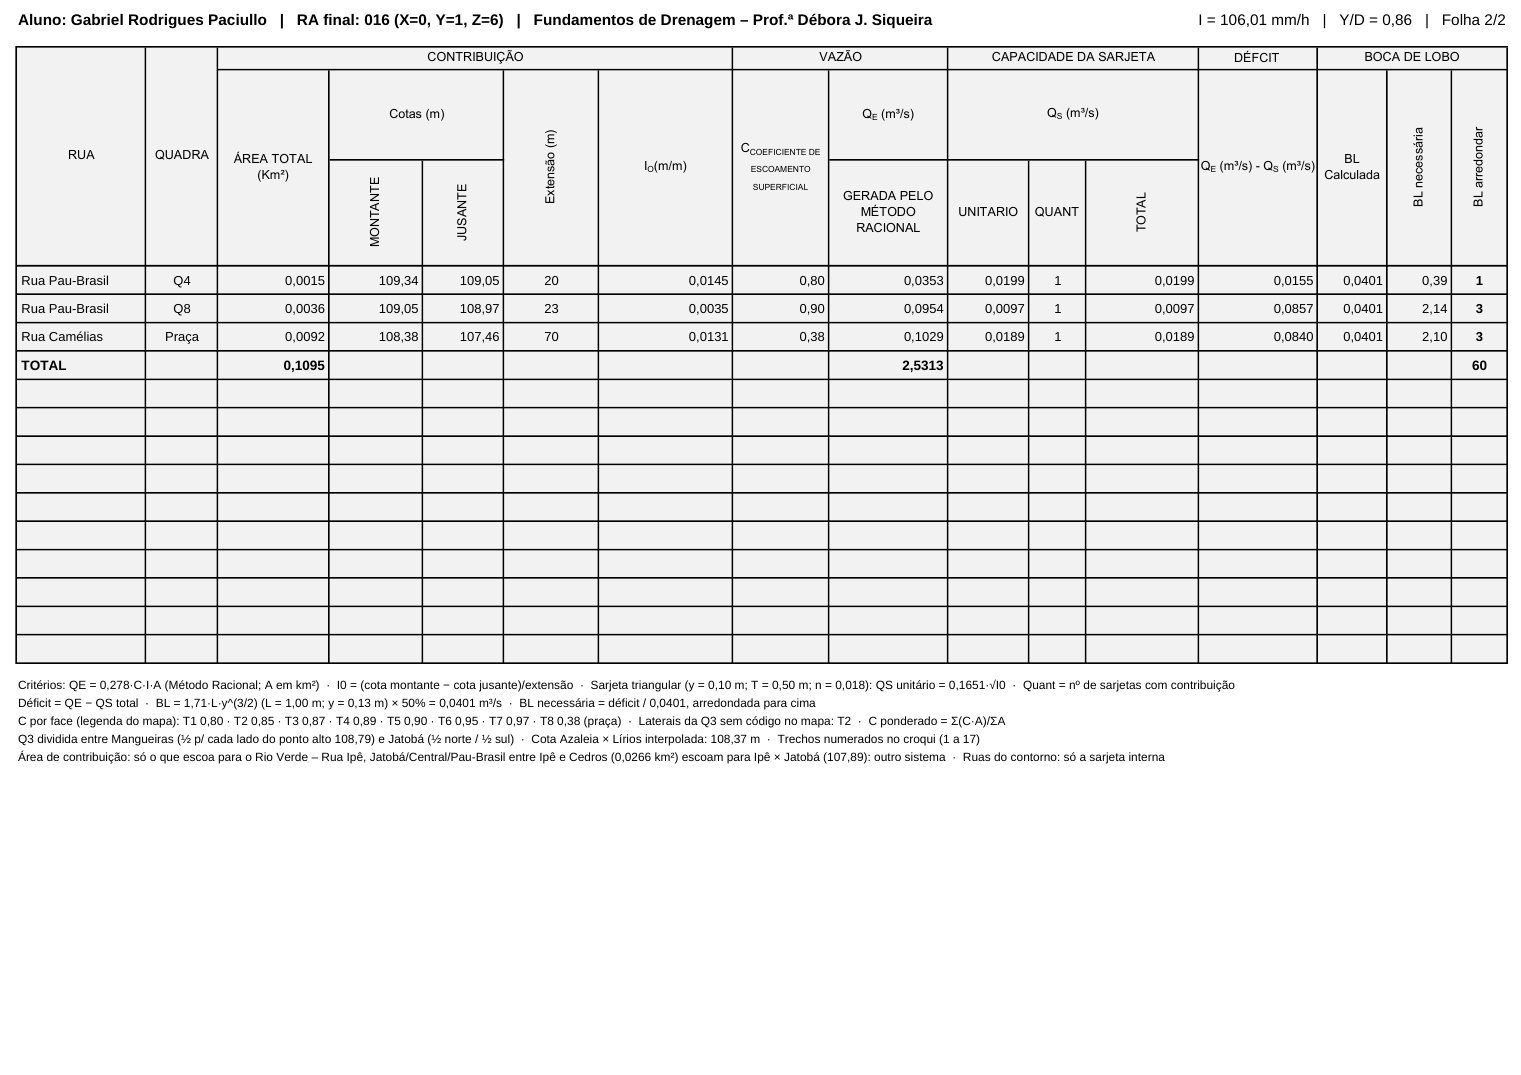 Aluno: Gabriel Rodrigues Paciullo | RA final: 016 (X=0, Y=1, Z=6) | Fundamentos de Drenagem – Prof.ª Débora J. Siqueira I = 106,01 mm/h | Y/D = 0,86 | Folha 2/2
CONTRIBUIÇÃO VAZÃO CAPACIDADE DA SARJETA DÉFICIT BOCA DE LOBO
RUA QUADRA ÁREA TOTAL (Km²) Cotas (m) MONTANTE JUSANTE Extensão (m) IO(m/m) CCOEFICIENTE DE ESCOAMENTO SUPERFICIAL QE (m³/s) GERADA PELO MÉTODO RACIONAL QS (m³/s) UNITARIO QUANT TOTAL QE (m³/s) - QS (m³/s) BL Calculada BL necessária BL arredondar
Rua Pau-Brasil Q4 0,0015 109,34 109,05 20 0,0145 0,80 0,0353 0,0199 1 0,0199 0,0155 0,0401 0,39 1
Rua Pau-Brasil Q8 0,0036 109,05 108,97 23 0,0035 0,90 0,0954 0,0097 1 0,0097 0,0857 0,0401 2,14 3
Rua Camélias Praça 0,0092 108,38 107,46 70 0,0131 0,38 0,1029 0,0189 1 0,0189 0,0840 0,0401 2,10 3
TOTAL 0,1095 2,5313 60
Critérios: QE = 0,278·C·I·A (Método Racional; A em km²) · I0 = (cota montante − cota jusante)/extensão · Sarjeta triangular (y = 0,10 m; T = 0,50 m; n = 0,018): QS unitário = 0,1651·√I0 · Quant = nº de sarjetas com contribuição
Déficit = QE − QS total · BL = 1,71·L·y^(3/2) (L = 1,00 m; y = 0,13 m) × 50% = 0,0401 m³/s · BL necessária = déficit / 0,0401, arredondada para cima
C por face (legenda do mapa): T1 0,80 · T2 0,85 · T3 0,87 · T4 0,89 · T5 0,90 · T6 0,95 · T7 0,97 · T8 0,38 (praça) · Laterais da Q3 sem código no mapa: T2 · C ponderado = Σ(C·A)/ΣA
Q3 dividida entre Mangueiras (½ p/ cada lado do ponto alto 108,79) e Jatobá (½ norte / ½ sul) · Cota Azaleia × Lírios interpolada: 108,37 m · Trechos numerados no croqui (1 a 17)
Área de contribuição: só o que escoa para o Rio Verde – Rua Ipê, Jatobá/Central/Pau-Brasil entre Ipê e Cedros (0,0266 km²) escoam para Ipê × Jatobá (107,89): outro sistema · Ruas do contorno: só a sarjeta interna